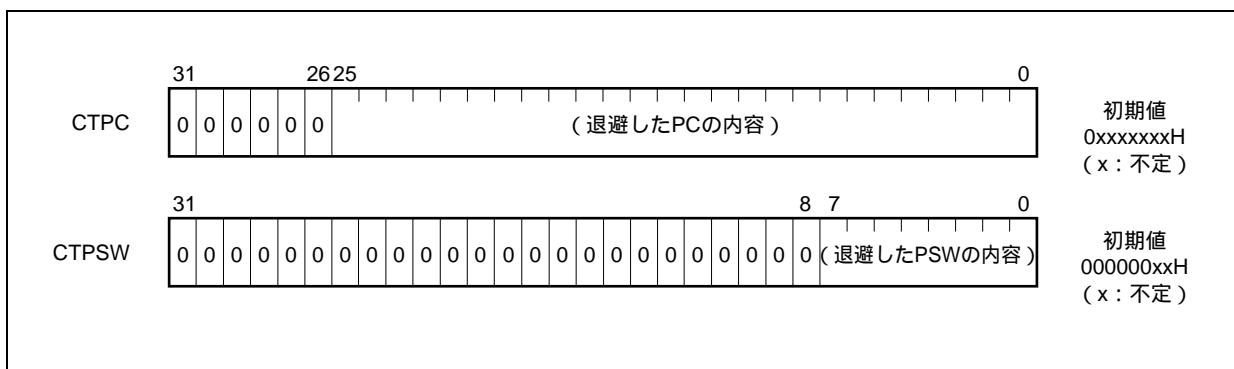 31 26 25 0
CTPC 0 0 0 0 0 0 (退避したPCの内容) 初期値
0xxxxxxxH
(x:不定)
31 8 7 0
CTPSW 0 0 0 0 0 0 0 0 0 0 0 0 0 0 0 0 0 0 0 0 0 0 0 0 (退避したPSWの内容) 初期値
000000xxH
(x:不定)